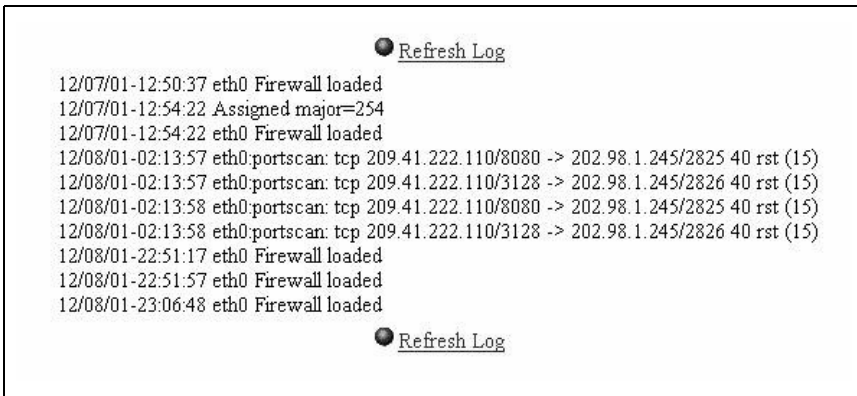 Refresh Log
12/07/01-12:50:37 eth0 Firewall loaded
12/07/01-12:54:22 Assigned major=254
12/07/01-12:54:22 eth0 Firewall loaded
12/08/01-02:13:57 eth0:portscan: tcp 209.41.222.110/8080 -> 202.98.1.245/2825 40 rst (15)
12/08/01-02:13:57 eth0:portscan: tcp 209.41.222.110/3128 -> 202.98.1.245/2826 40 rst (15)
12/08/01-02:13:58 eth0:portscan: tcp 209.41.222.110/8080 -> 202.98.1.245/2825 40 rst (15)
12/08/01-02:13:58 eth0:portscan: tcp 209.41.222.110/3128 -> 202.98.1.245/2826 40 rst (15)
12/08/01-22:51:17 eth0 Firewall loaded
12/08/01-22:51:57 eth0 Firewall loaded
12/08/01-23:06:48 eth0 Firewall loaded
Refresh Log